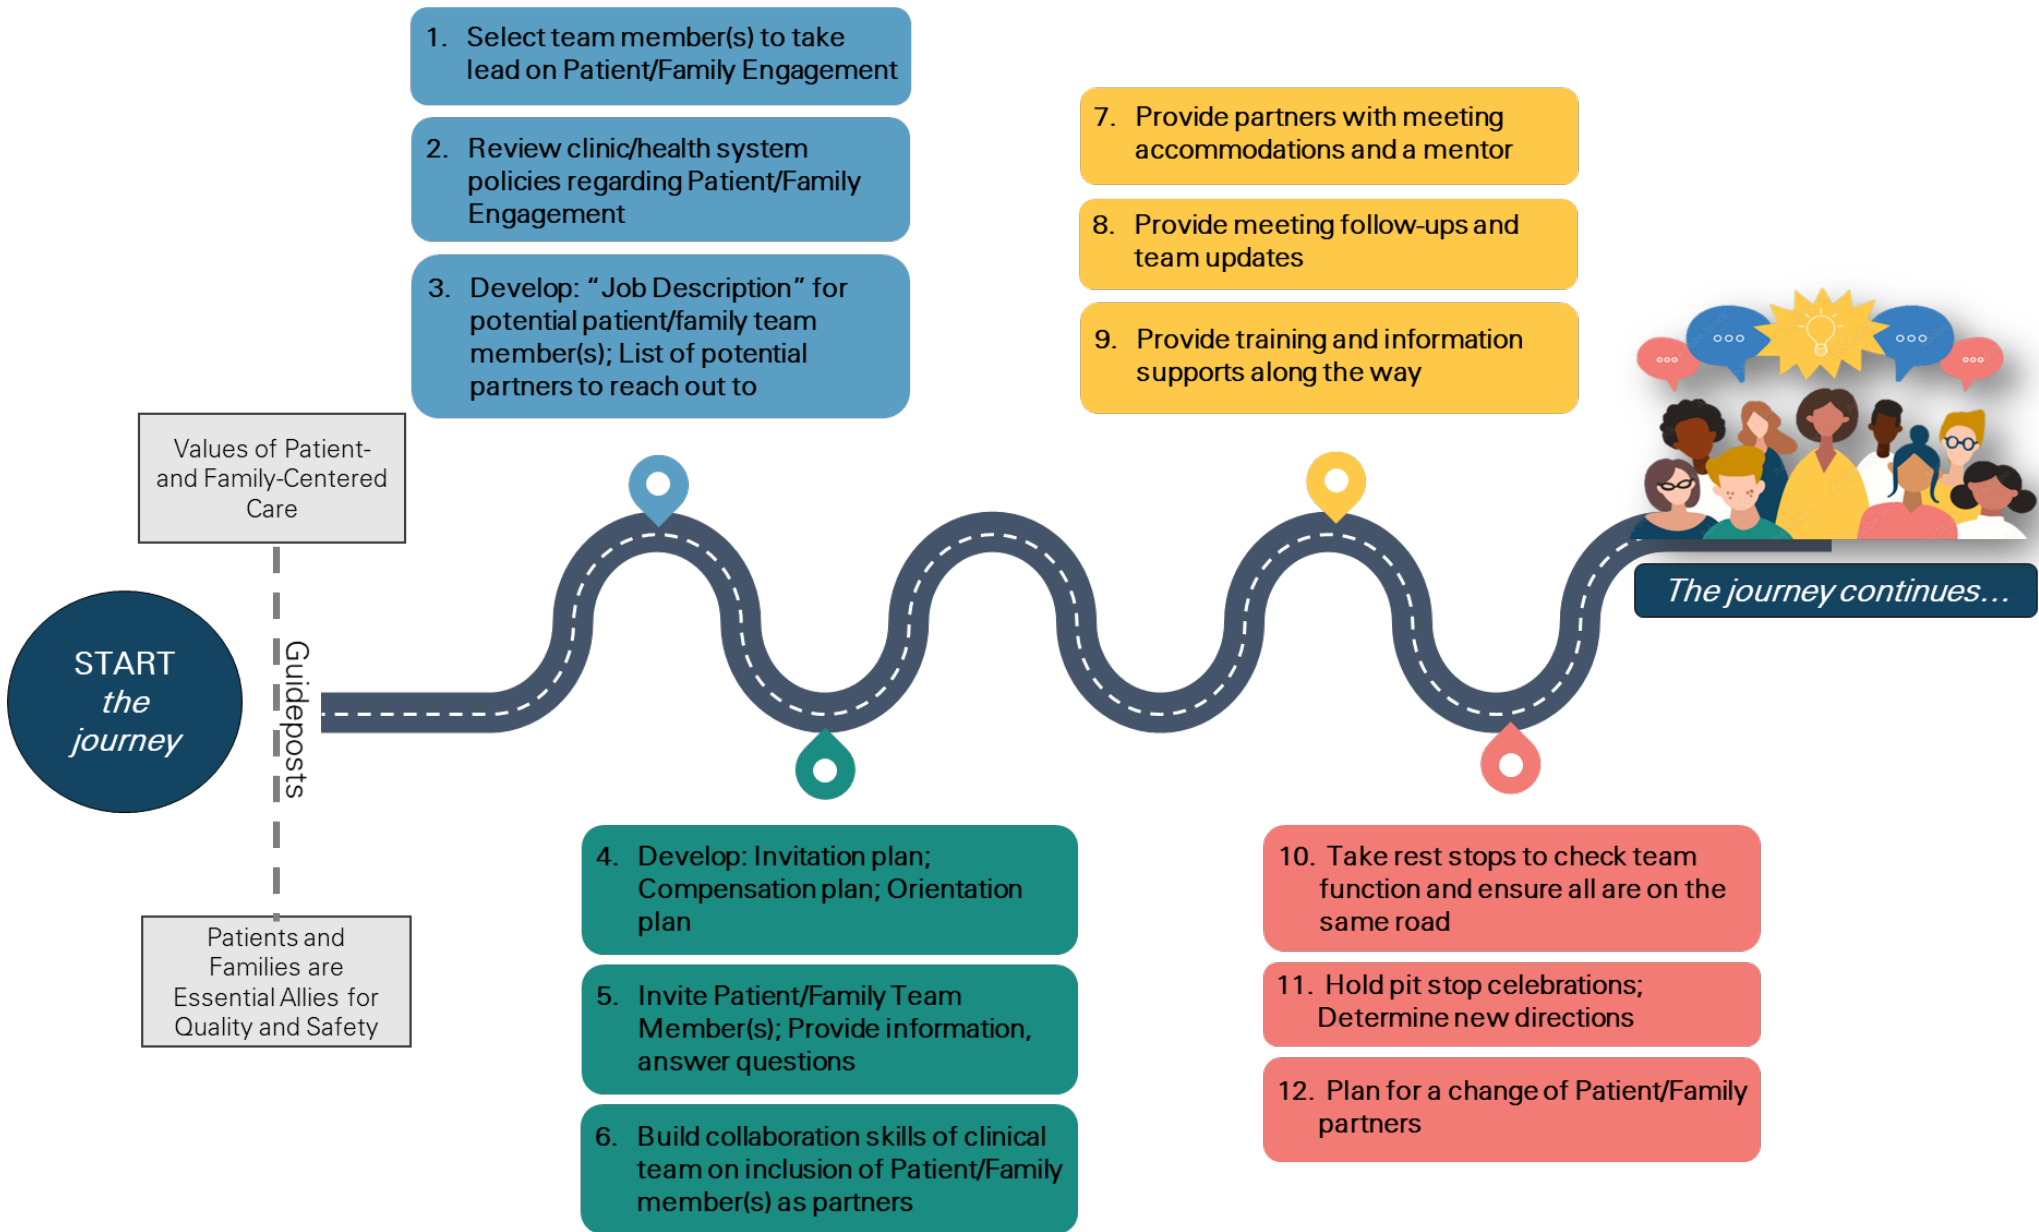 START
the
journey
Values of Patient-
and Family-Centered
Care
Guideposts
Patients and
Families are
Essential Allies for
Quality and Safety
1. Select team member(s) to take
lead on Patient/Family Engagement
2. Review clinic/health system
policies regarding Patient/Family
Engagement
3. Develop: “Job Description” for
potential patient/family team
member(s); List of potential
partners to reach out to
4. Develop: Invitation plan;
Compensation plan; Orientation
plan
5. Invite Patient/Family Team
Member(s); Provide information,
answer questions
6. Build collaboration skills of clinical
team on inclusion of Patient/Family
member(s) as partners
7. Provide partners with meeting
accommodations and a mentor
8. Provide meeting follow-ups and
team updates
9. Provide training and information
supports along the way
10. Take rest stops to check team
function and ensure all are on the
same road
11. Hold pit stop celebrations;
Determine new directions
12. Plan for a change of Patient/Family
partners
The journey continues...